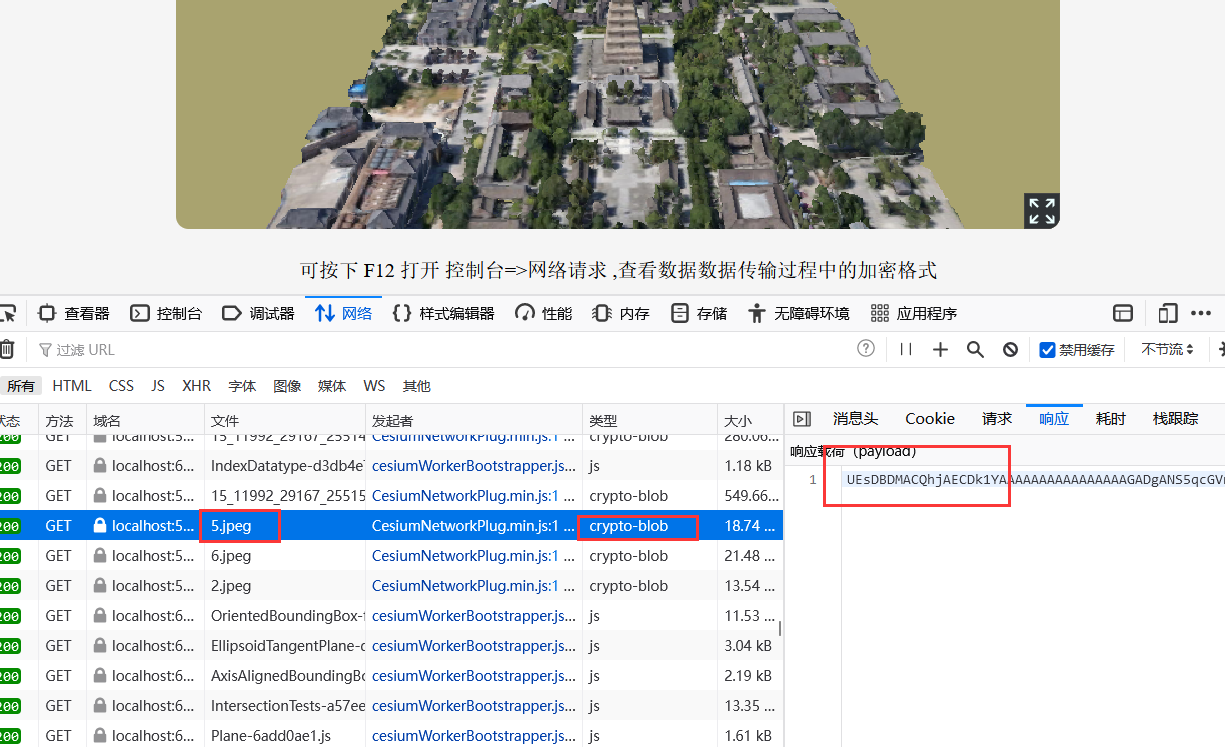 可按下 F12 打开 控制台=>网络请求 ,查看数据数据传输过程中的加密格式
查看器 控制台 调试器 网络 样式编辑器 性能 内存 存储 无障碍环境 应用程序
过滤 URL 禁用缓存 不节流
所有 HTML CSS JS XHR 字体 图像 媒体 WS 其他
状态 方法 域名 文件 发起者 类型 大小 消息头 Cookie 请求 响应 耗时 栈跟踪
200 GET localhost:5... 15_11992_29167_25514 CesiumNetworkPlug.min.js:1 ... crypto-blob 280.06...
响应载荷（payload）
200 GET localhost:6... IndexDatatype-d3db4e cesiumWorkerBootstrapper.js... js 1.18 kB
1 UEsDBDMACQhjAECDk1YAAAAAAAAAAAAAAAAGADgANS5qcGV
200 GET localhost:5... 15_11992_29167_25515 CesiumNetworkPlug.min.js:1 ... crypto-blob 549.66...
200 GET localhost:5... 5.jpeg CesiumNetworkPlug.min.js:1 ... crypto-blob 18.74 ...
200 GET localhost:5... 6.jpeg CesiumNetworkPlug.min.js:1 ... crypto-blob 21.48 ...
200 GET localhost:5... 2.jpeg CesiumNetworkPlug.min.js:1 ... crypto-blob 13.54 ...
200 GET localhost:6... OrientedBoundingBox- cesiumWorkerBootstrapper.js... js 11.53 ...
200 GET localhost:6... EllipsoidTangentPlane- cesiumWorkerBootstrapper.js... js 3.04 kB
200 GET localhost:6... AxisAlignedBoundingBo cesiumWorkerBootstrapper.js... js 2.19 kB
200 GET localhost:6... IntersectionTests-a57ee cesiumWorkerBootstrapper.js... js 13.35 ...
200 GET localhost:6... Plane-6add0ae1.js cesiumWorkerBootstrapper.js... js 1.61 kB